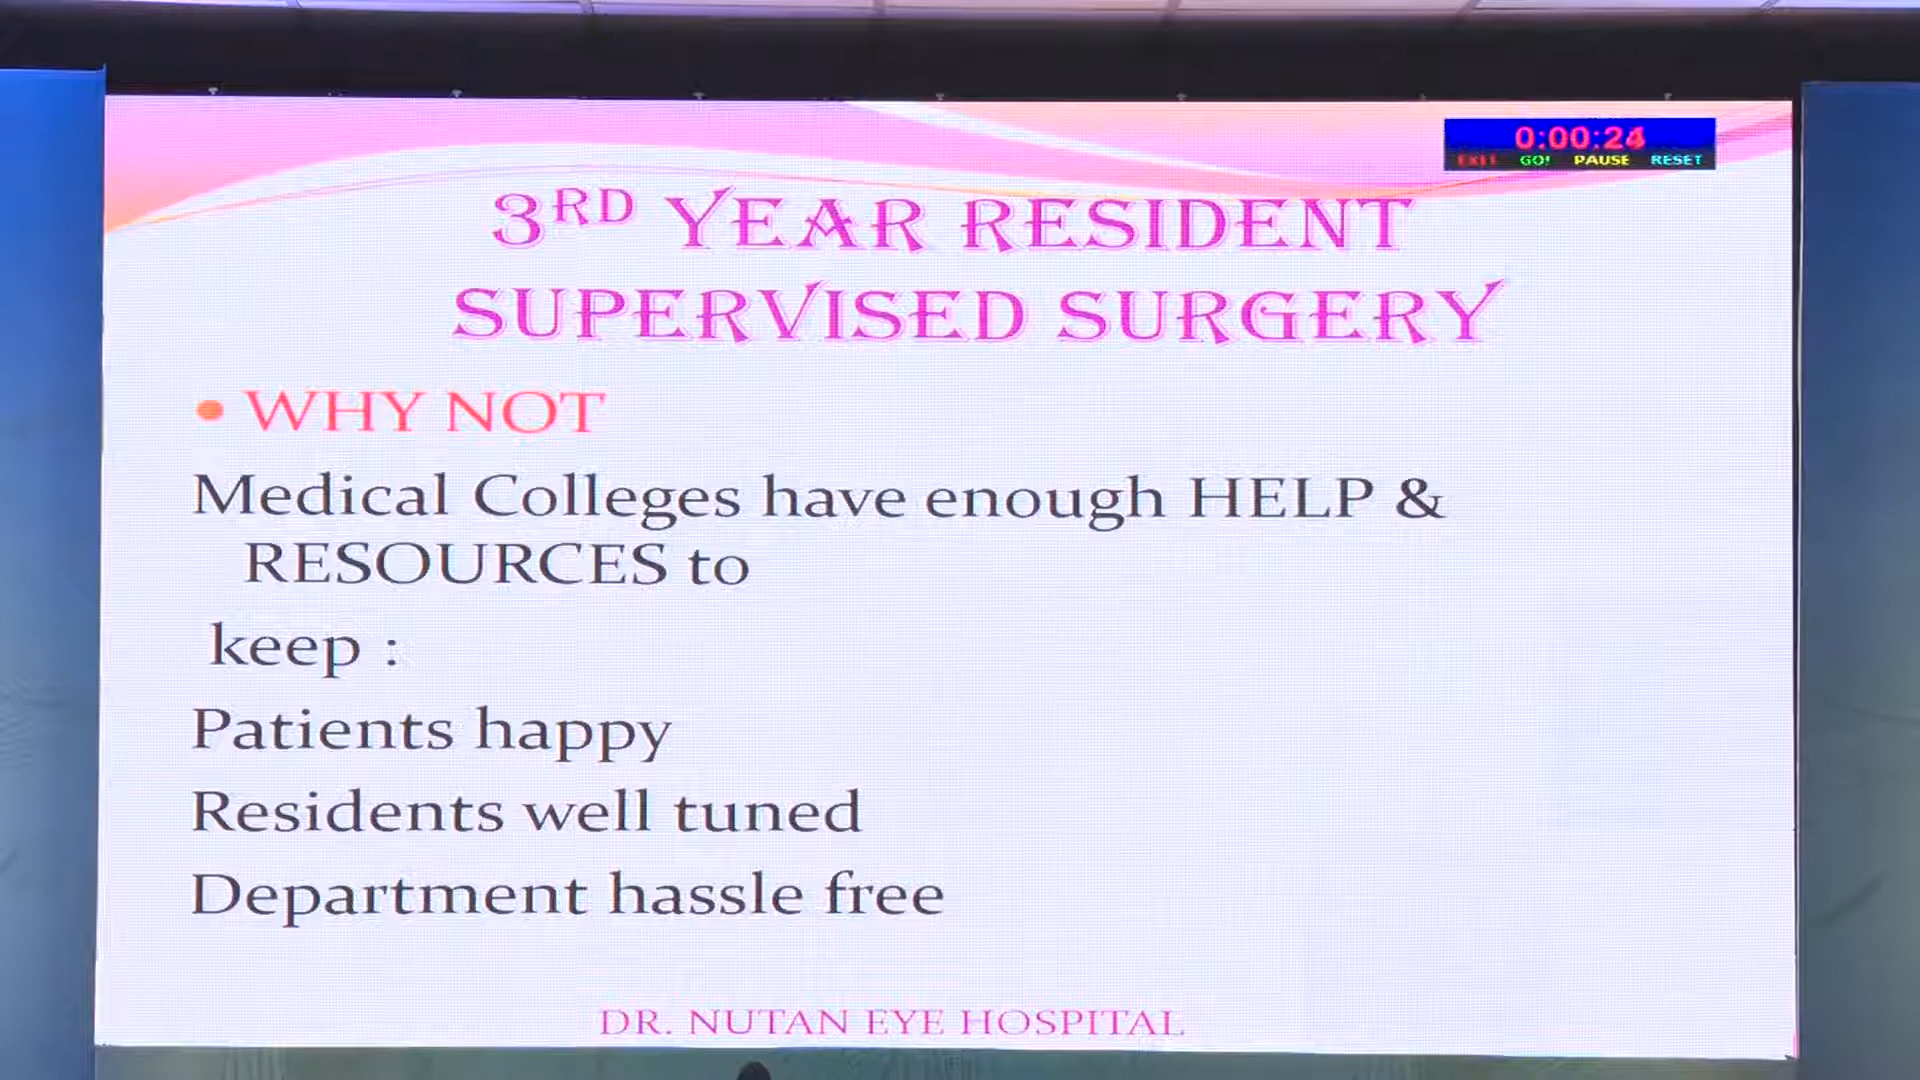 0:00:24
EXIT GO! PAUSE RESET
3RD YEAR RESIDENT
SUPERVISED SURGERY
• WHY NOT
Medical Colleges have enough HELP &
RESOURCES to
keep :
Patients happy
Residents well tuned
Department hassle free
DR. NUTAN EYE HOSPITAL